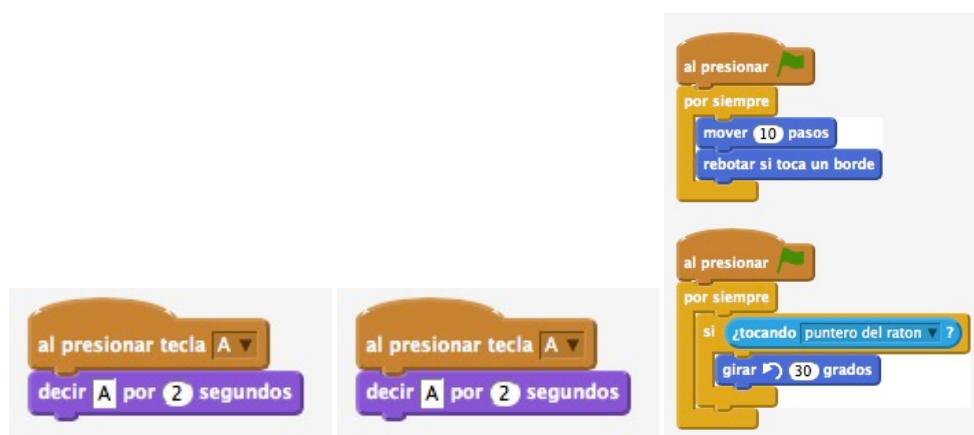 al presionar tecla A
decir A por 2 segundos
al presionar tecla A
decir A por 2 segundos
al presionar
por siempre
mover 10 pasos
rebotar si toca un borde
al presionar
por siempre
si ¿tocando puntero del raton ?
girar 30 grados